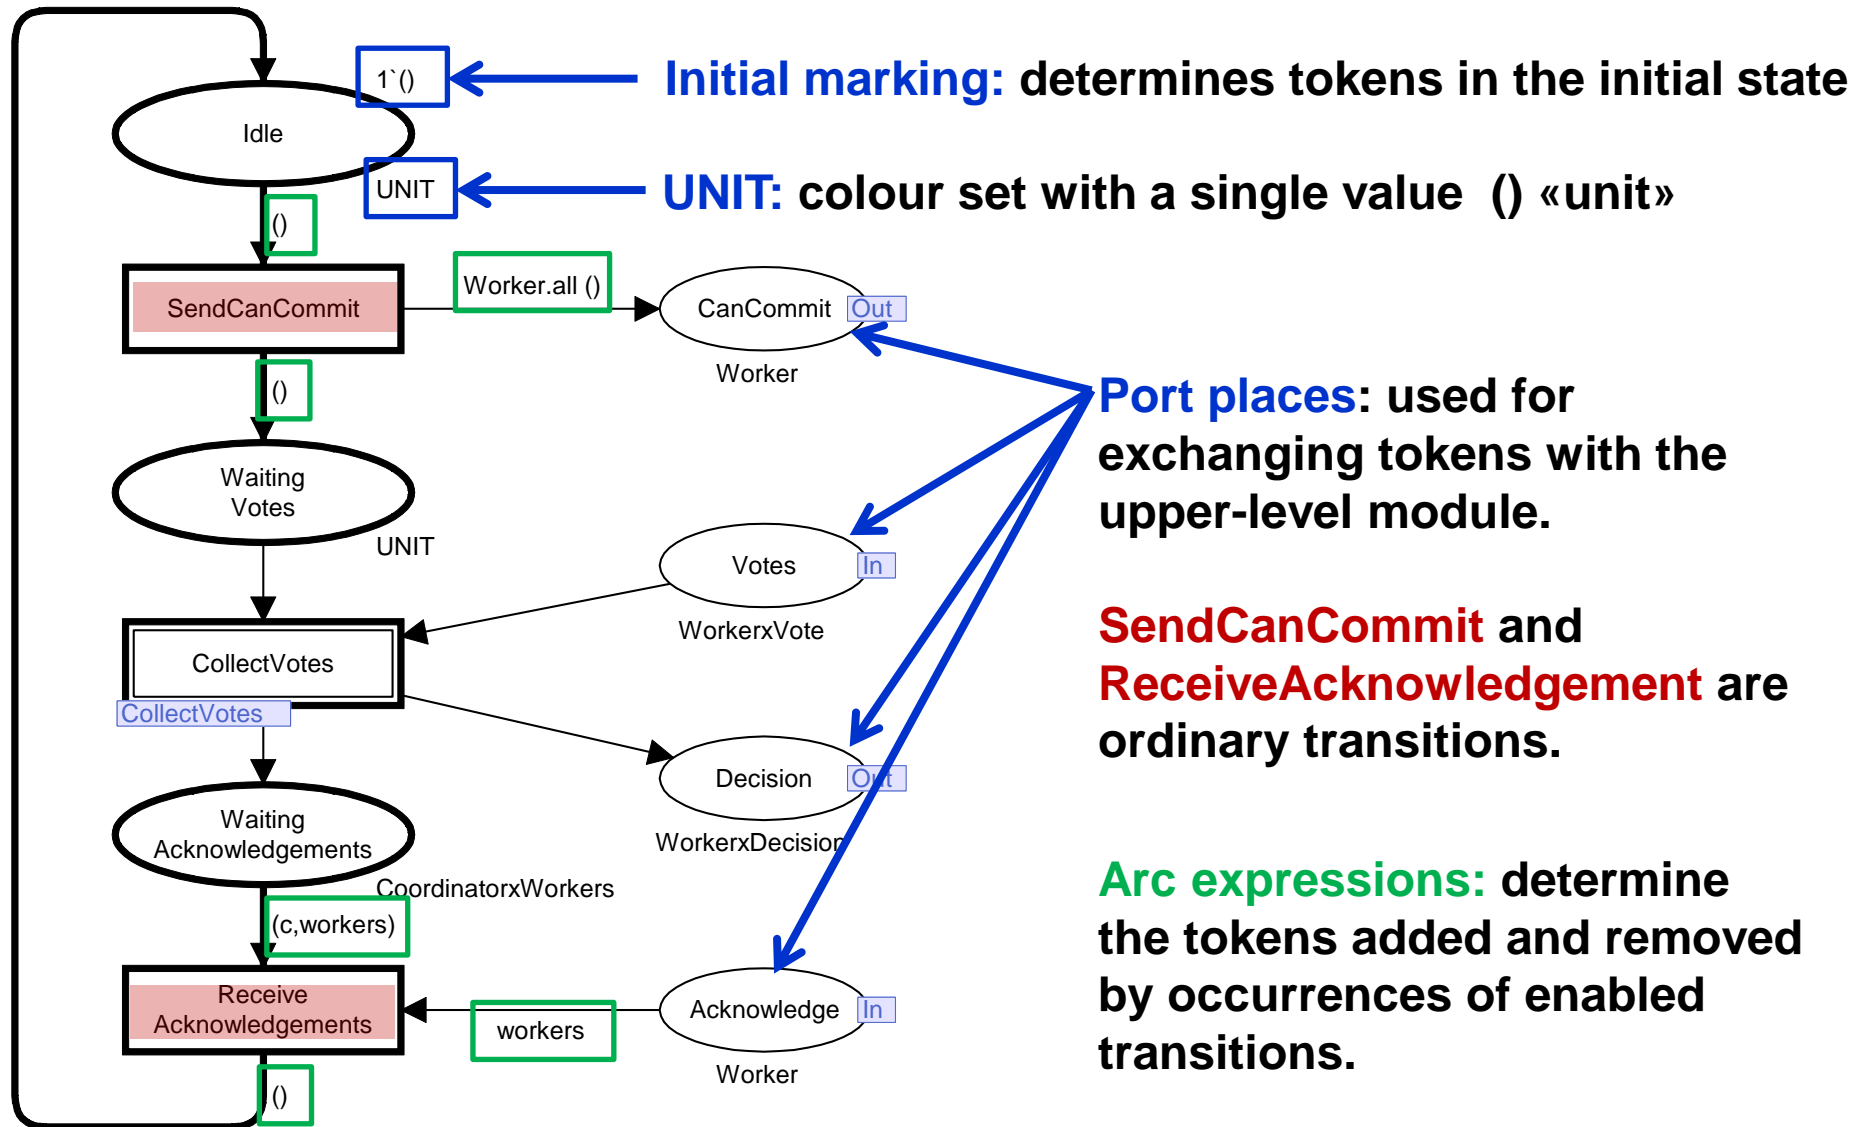 1`()
Initial marking: determines tokens in the initial state
Idle
UNIT
UNIT: colour set with a single value () «unit»
()
Worker.all ()
SendCanCommit
CanCommit
Out
Worker
()
Port places: used for
exchanging tokens with the
upper-level module.
Waiting
Votes
UNIT
Votes
In
WorkerxVote
SendCanCommit and
ReceiveAcknowledgement are
ordinary transitions.
CollectVotes
CollectVotes
Decision
Out
WorkerxDecision
Waiting
Acknowledgements
CoordinatorxWorkers
Arc expressions: determine
the tokens added and removed
by occurrences of enabled
transitions.
(c,workers)
Receive
Acknowledgements
workers
Acknowledge
In
Worker
()